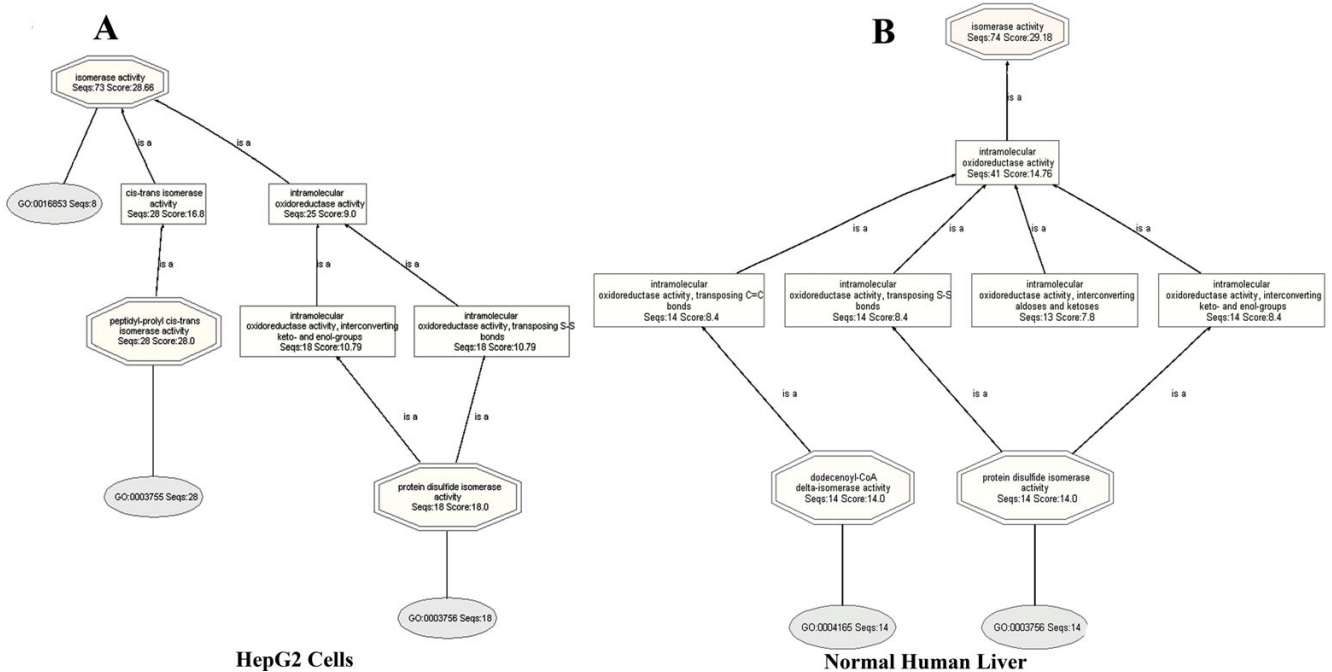 A
isomerase activity
Seqs:73 Score:28.66
is a
is a
GO:0016853 Seqs:8
cis-trans isomerase
activity
Seqs:28 Score:16.8
intramolecular
oxidoreductase activity
Seqs:25 Score:9.0
is a
is a
is a
peptidyl-prolyl cis-trans
isomerase activity
Seqs:28 Score:28.0
intramolecular
oxidoreductase activity, interconverting
keto- and enol-groups
Seqs:18 Score:10.79
intramolecular
oxidoreductase activity, transposing S-S
bonds
Seqs:18 Score:10.79
is a
is a
GO:0003755 Seqs:28
protein disulfide isomerase
activity
Seqs:18 Score:18.0
GO:0003756 Seqs:18
HepG2 Cells
B
isomerase activity
Seqs:74 Score:29.18
is a
intramolecular
oxidoreductase activity
Seqs:41 Score:14.76
is a
is a
is a
is a
intramolecular
oxidoreductase activity, transposing C=C
bonds
Seqs:14 Score:8.4
intramolecular
oxidoreductase activity, transposing S-S
bonds
Seqs:14 Score:8.4
intramolecular
oxidoreductase activity, interconverting
aldoses and ketoses
Seqs:13 Score:7.8
intramolecular
oxidoreductase activity, interconverting
keto- and enol-groups
Seqs:14 Score:8.4
is a
is a
is a
dodecenoyl-CoA
delta-isomerase activity
Seqs:14 Score:14.0
protein disulfide isomerase
activity
Seqs:14 Score:14.0
GO:0004165 Seqs:14
GO:0003756 Seqs:14
Normal Human Liver